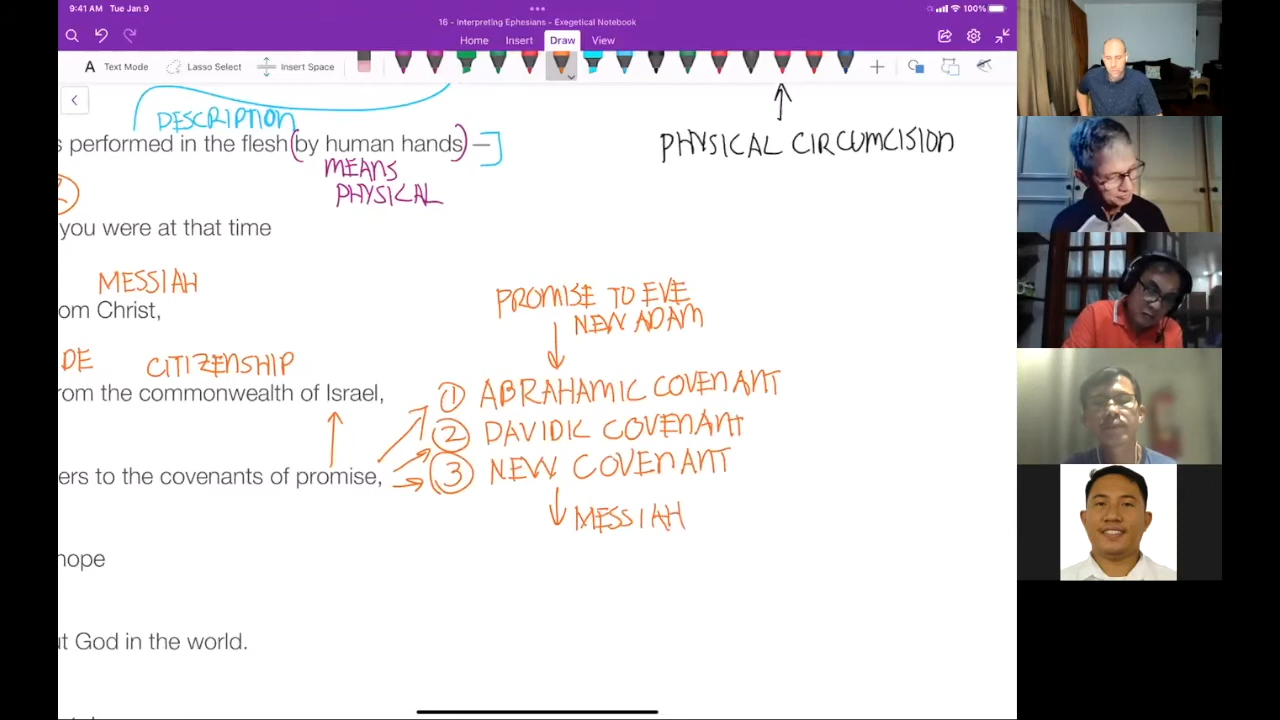 9:41 AM Tue Jan 9
100%
16 - Interpreting Ephesians - Exegetical Notebook
Home Insert Draw View
A Text Mode Lasso Select Insert Space
DESCRIPTION
s performed in the flesh (by human hands) —]
MEANS
PHYSICAL
PHYSICAL CIRCUMCISION
you were at that time
MESSIAH
om Christ,
PROMISE TO EVE
NEW ADAM
DE CITIZENSHIP
rom the commonwealth of Israel,
① ABRAHAMIC COVENANT
② DAVIDIC COVENANT
ers to the covenants of promise,
③ NEW COVENANT
MESSIAH
hope
ut God in the world.